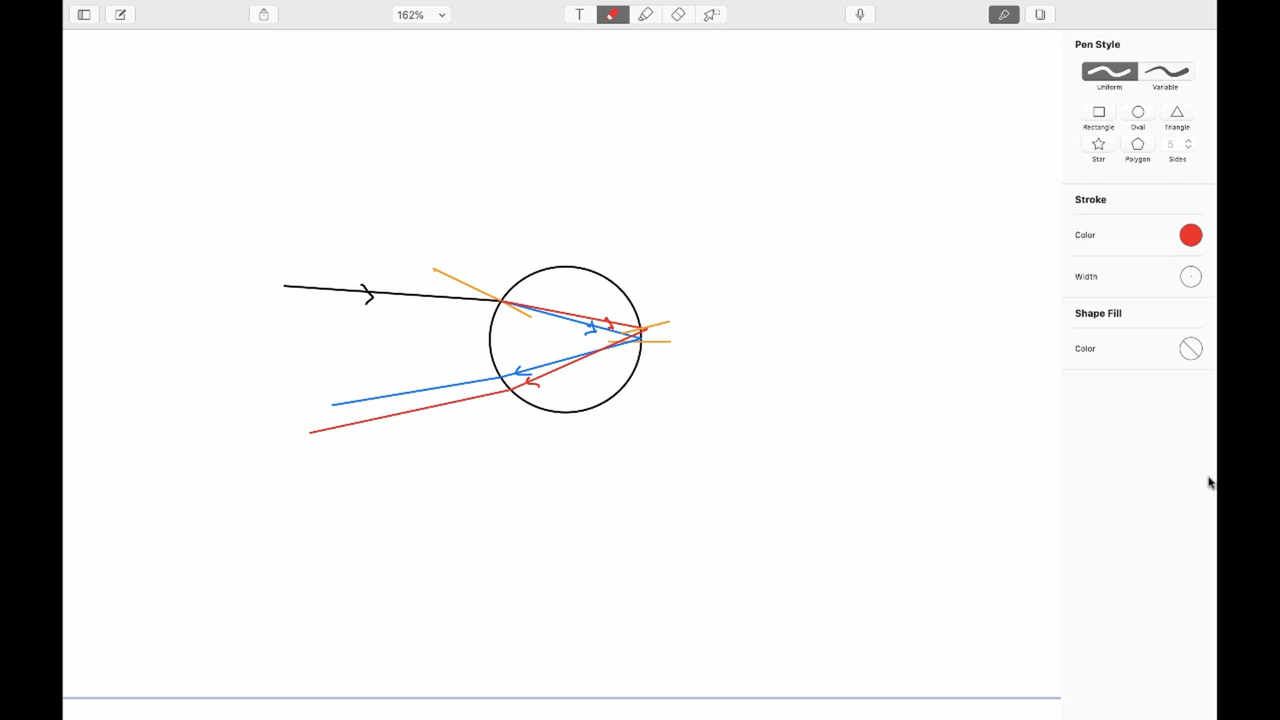 162%
T
Pen Style
Uniform Variable
Rectangle Oval Triangle
5
Star Polygon Sides
Stroke
Color
Width
Shape Fill
Color